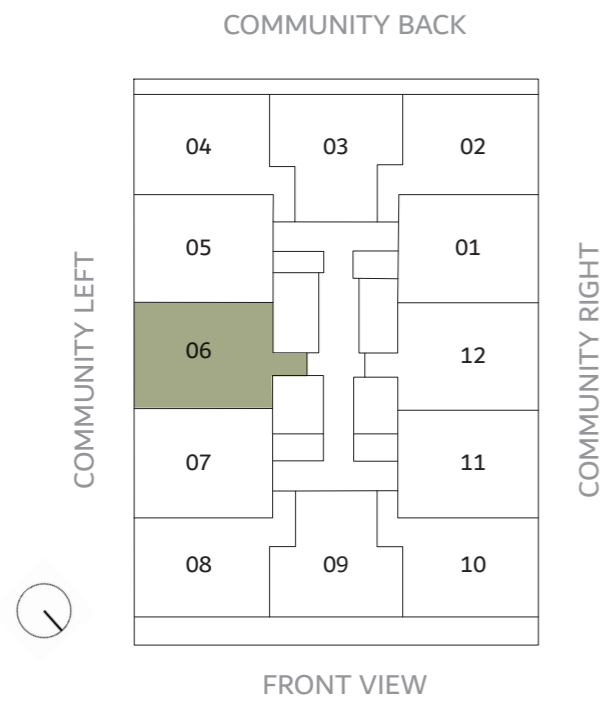 COMMUNITY BACK
04 03 02
05 01
COMMUNITY LEFT
COMMUNITY RIGHT
06 12
07 11
08 09 10
FRONT VIEW